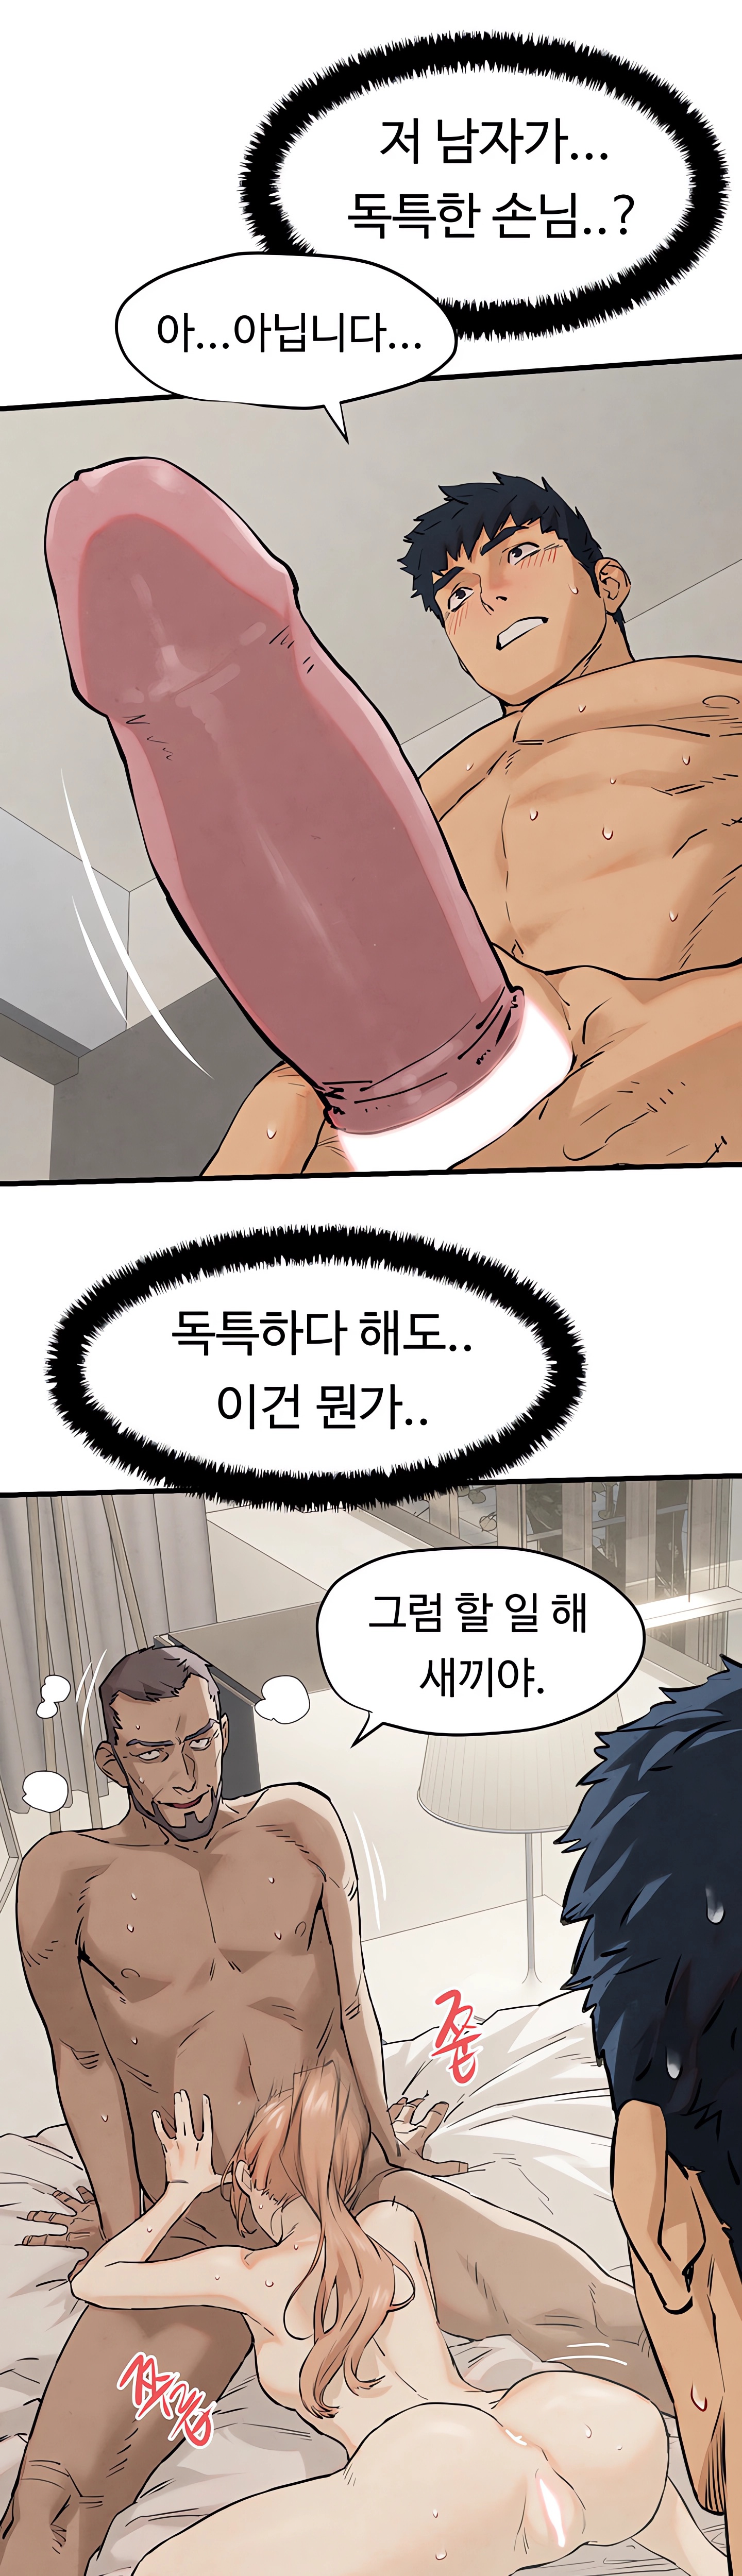 저 남자가...
독특한 손님..?
아...아닙니다...
독특하다 해도..
이건 뭔가..
그럼 할 일 해
새끼야.
쭙
쯔릅